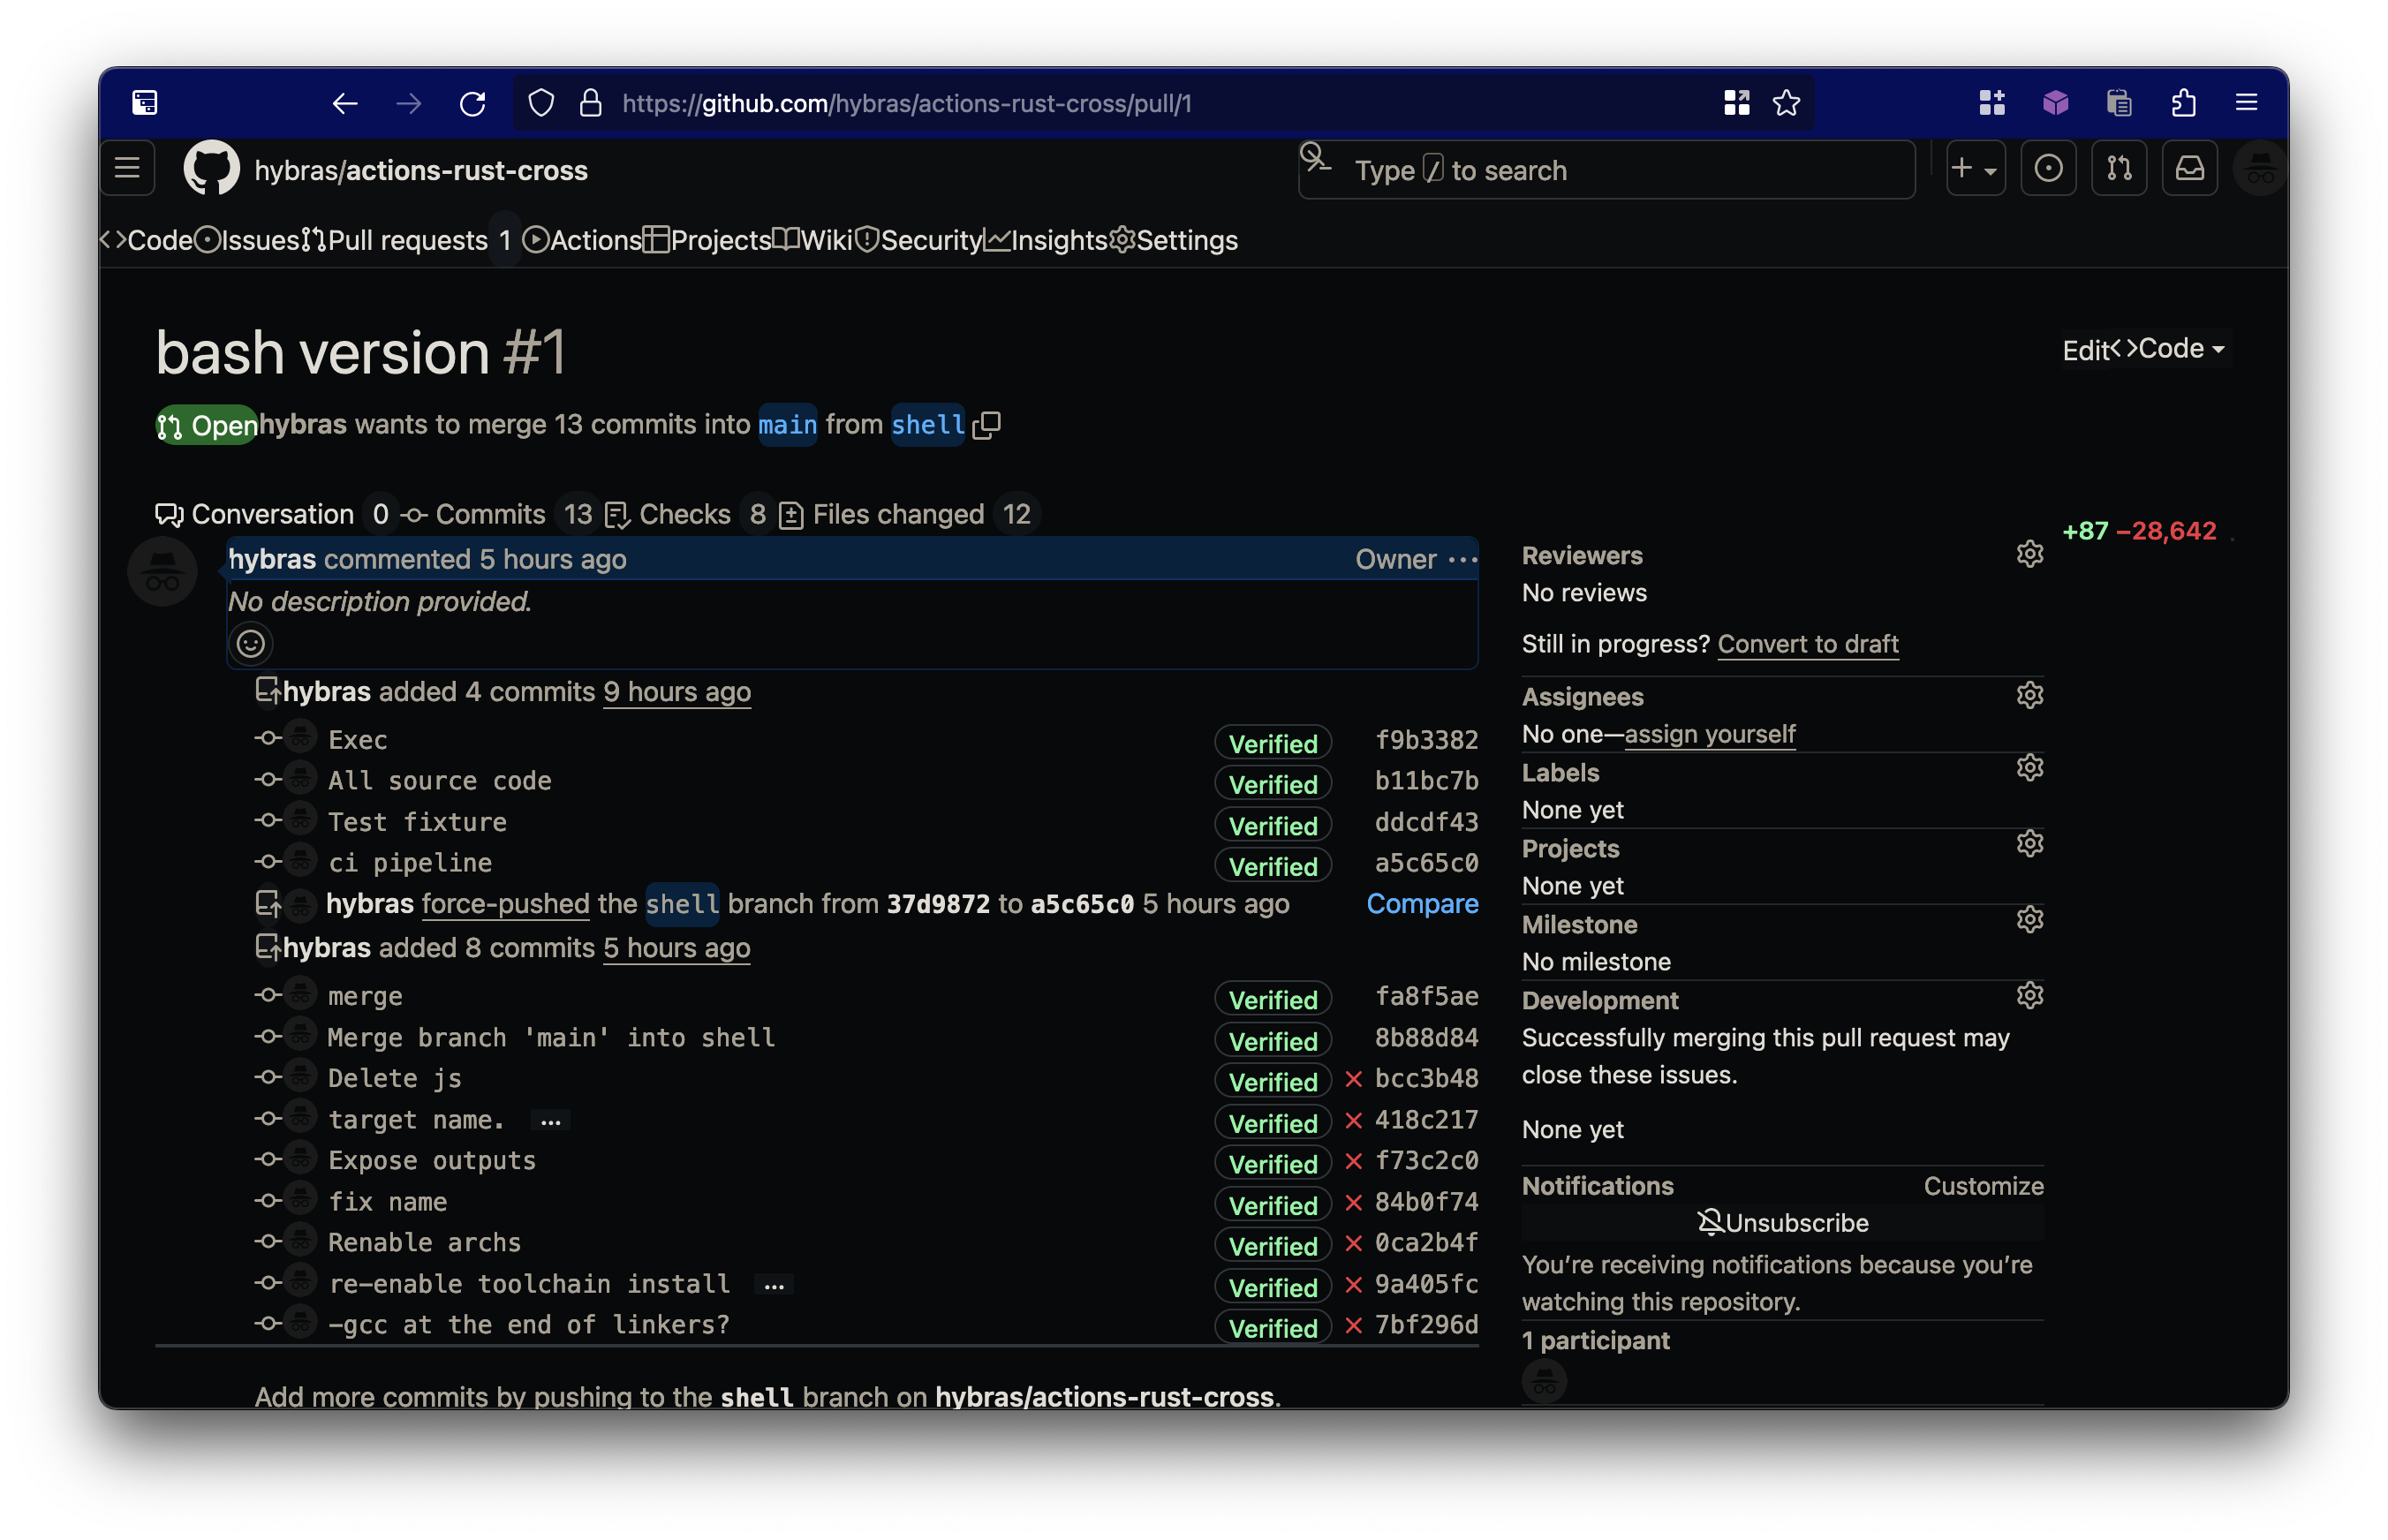 https://github.com/hybras/actions-rust-cross/pull/1
hybras/actions-rust-cross
Type / to search
Code Issues Pull requests 1 Actions Projects Wiki Security Insights Settings
bash version #1
Edit Code
Open hybras wants to merge 13 commits into main from shell
Conversation 0 Commits 13 Checks 8 Files changed 12
+87 −28,642
hybras commented 5 hours ago Owner ...
No description provided.
hybras added 4 commits 9 hours ago
Exec Verified f9b3382
All source code Verified b11bc7b
Test fixture Verified ddcdf43
ci pipeline Verified a5c65c0
hybras force-pushed the shell branch from 37d9872 to a5c65c0 5 hours ago Compare
hybras added 8 commits 5 hours ago
merge Verified fa8f5ae
Merge branch 'main' into shell Verified 8b88d84
Delete js Verified bcc3b48
target name. ... Verified 418c217
Expose outputs Verified f73c2c0
fix name Verified 84b0f74
Renable archs Verified 0ca2b4f
re-enable toolchain install ... Verified 9a405fc
-gcc at the end of linkers? Verified 7bf296d
Add more commits by pushing to the shell branch on hybras/actions-rust-cross.
Reviewers
No reviews
Still in progress? Convert to draft
Assignees
No one—assign yourself
Labels
None yet
Projects
None yet
Milestone
No milestone
Development
Successfully merging this pull request may
close these issues.
None yet
Notifications Customize
Unsubscribe
You’re receiving notifications because you’re
watching this repository.
1 participant